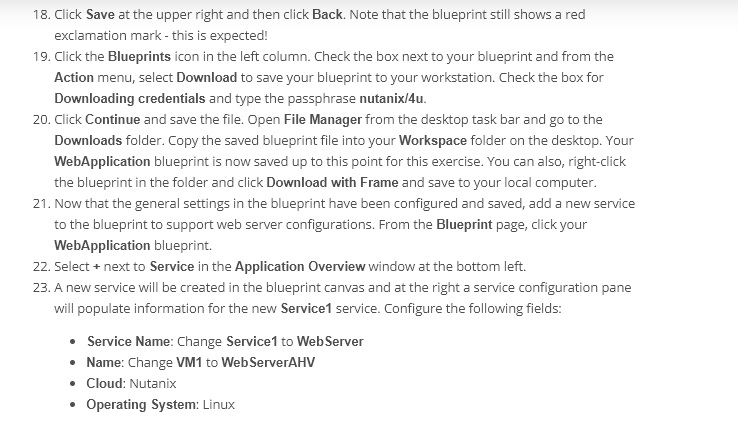 18. Click Save at the upper right and then click Back. Note that the blueprint still shows a red
exclamation mark - this is expected!
19. Click the Blueprints icon in the left column. Check the box next to your blueprint and from the
Action menu, select Download to save your blueprint to your workstation. Check the box for
Downloading credentials and type the passphrase nutanix/4u.
20. Click Continue and save the file. Open File Manager from the desktop task bar and go to the
Downloads folder. Copy the saved blueprint file into your Workspace folder on the desktop. Your
WebApplication blueprint is now saved up to this point for this exercise. You can also, right-click
the blueprint in the folder and click Download with Frame and save to your local computer.
21. Now that the general settings in the blueprint have been configured and saved, add a new service
to the blueprint to support web server configurations. From the Blueprint page, click your
WebApplication blueprint.
22. Select + next to Service in the Application Overview window at the bottom left.
23. A new service will be created in the blueprint canvas and at the right a service configuration pane
will populate information for the new Service1 service. Configure the following fields:
• Service Name: Change Service1 to WebServer
• Name: Change VM1 to WebServerAHV
• Cloud: Nutanix
• Operating System: Linux